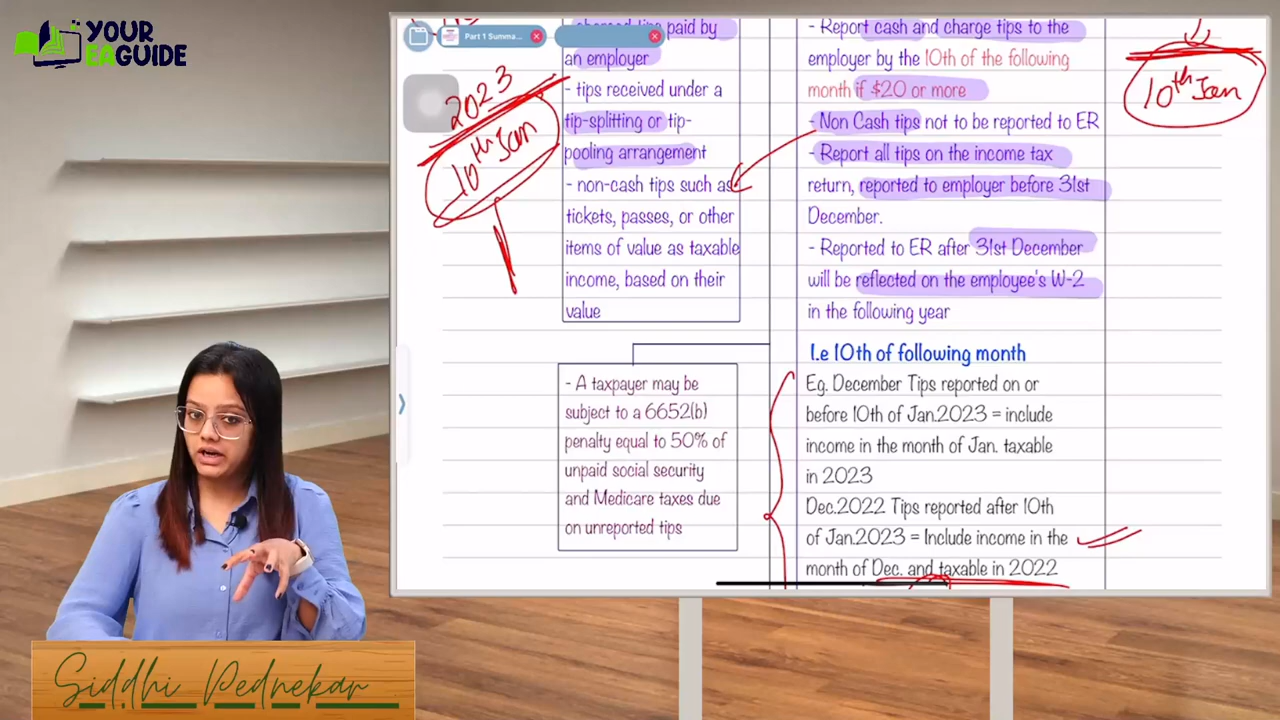 YOUR
EAGUIDE
Part 1 Summa...
2023
10th Jan
charged tips paid by
an employer
- tips received under a
tip-splitting or tip-
pooling arrangement
- non-cash tips such as
tickets, passes, or other
items of value as taxable
income, based on their
value
- A taxpayer may be
subject to a 6652(b)
penalty equal to 50% of
unpaid social security
and Medicare taxes due
on unreported tips
- Report cash and charge tips to the
employer by the 10th of the following
month if $20 or more
- Non Cash tips not to be reported to ER
- Report all tips on the income tax
return, reported to employer before 31st
December.
- Reported to ER after 31st December
will be reflected on the employee's W-2
in the following year
I.e 10th of following month
Eg. December Tips reported on or
before 10th of Jan.2023 = include
income in the month of Jan. taxable
in 2023
Dec.2022 Tips reported after 10th
of Jan.2023 = Include income in the
month of Dec. and taxable in 2022
10th Jan
Siddhi Pednekar